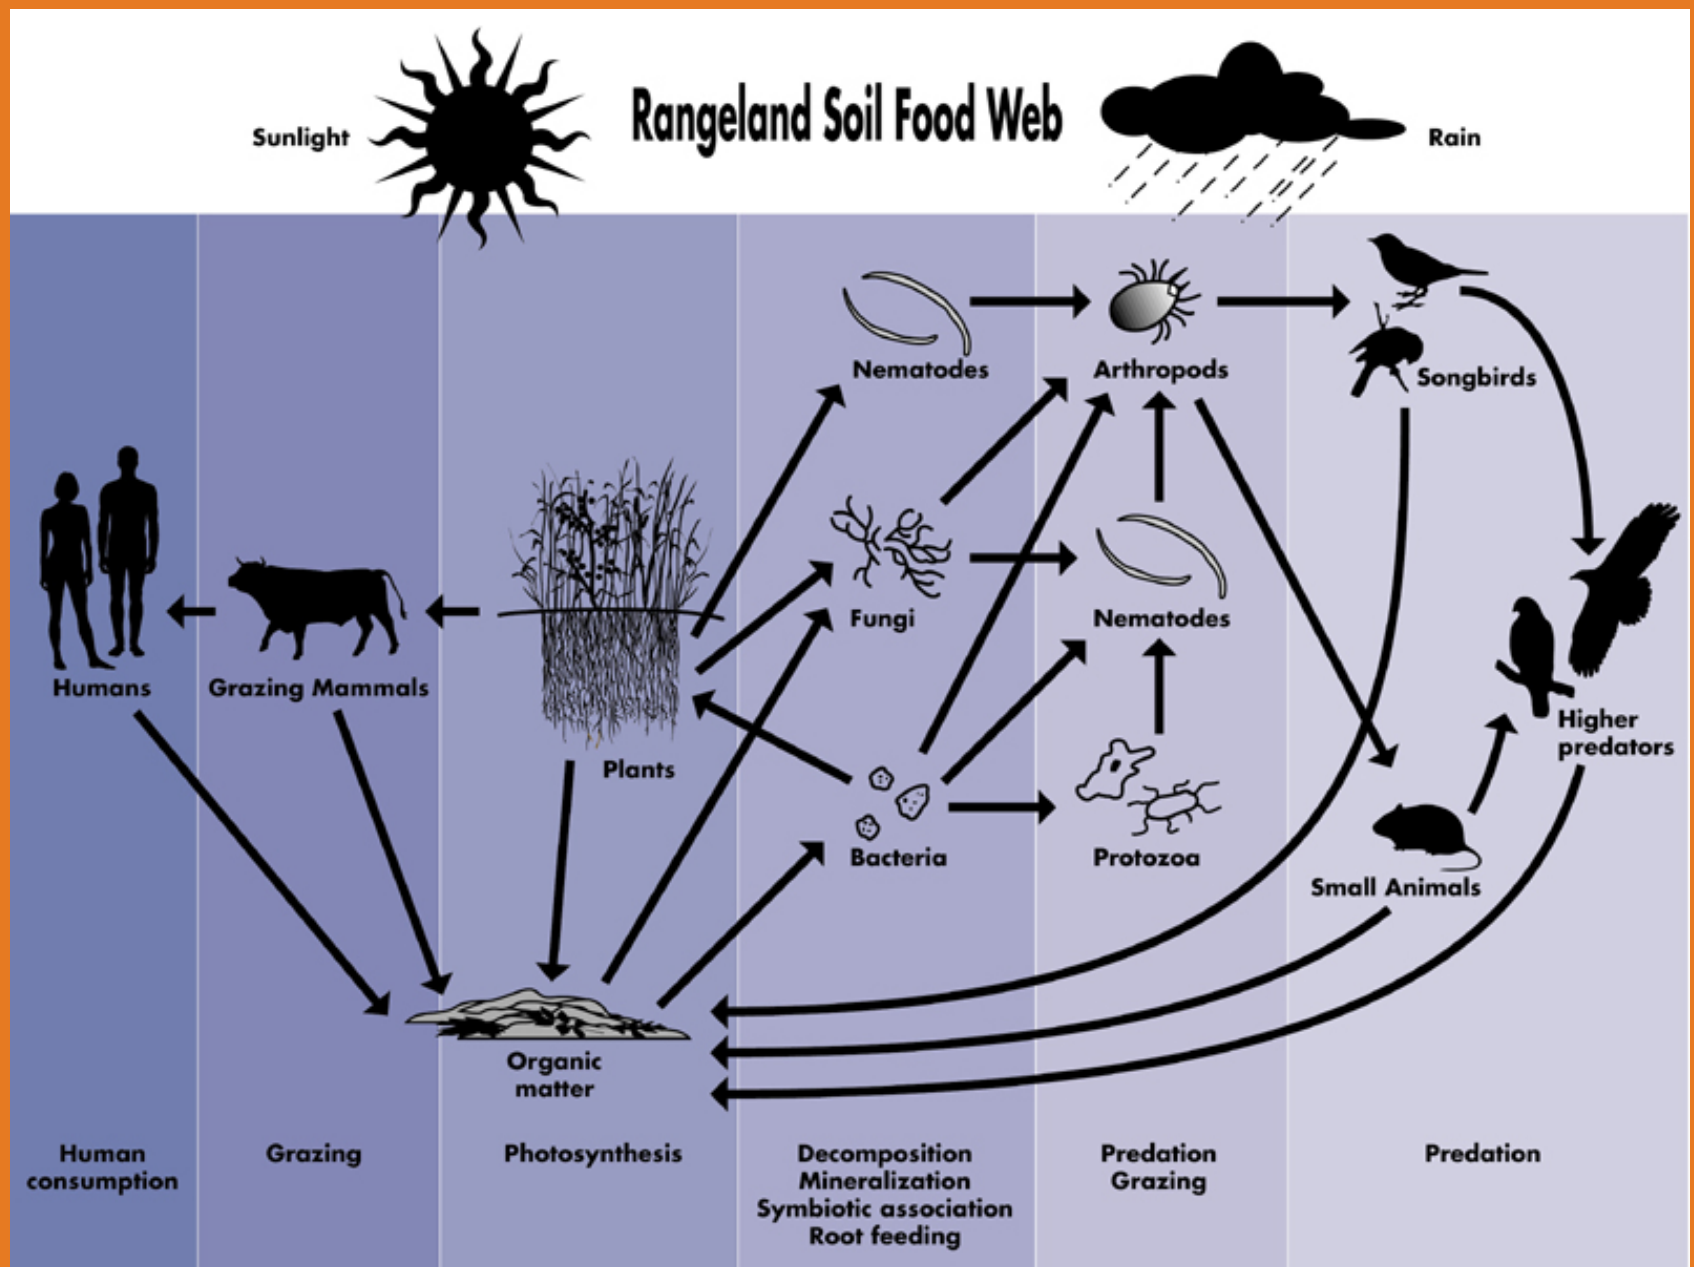 Rangeland Soil Food Web
Sunlight
Rain
Nematodes
Arthropods
Songbirds
Fungi
Nematodes
Humans
Grazing Mammals
Plants
Higher
predators
Bacteria
Protozoa
Small Animals
Organic
matter
Human
consumption
Grazing
Photosynthesis
Decomposition
Mineralization
Symbiotic association
Root feeding
Predation
Grazing
Predation